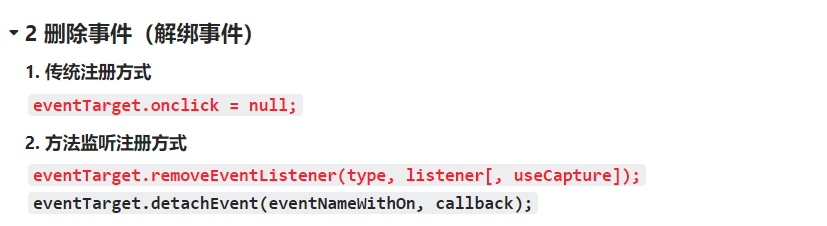 2 删除事件（解绑事件）
1. 传统注册方式
eventTarget.onclick = null;
2. 方法监听注册方式
eventTarget.removeEventListener(type, listener[, useCapture]);
eventTarget.detachEvent(eventNameWithOn, callback);